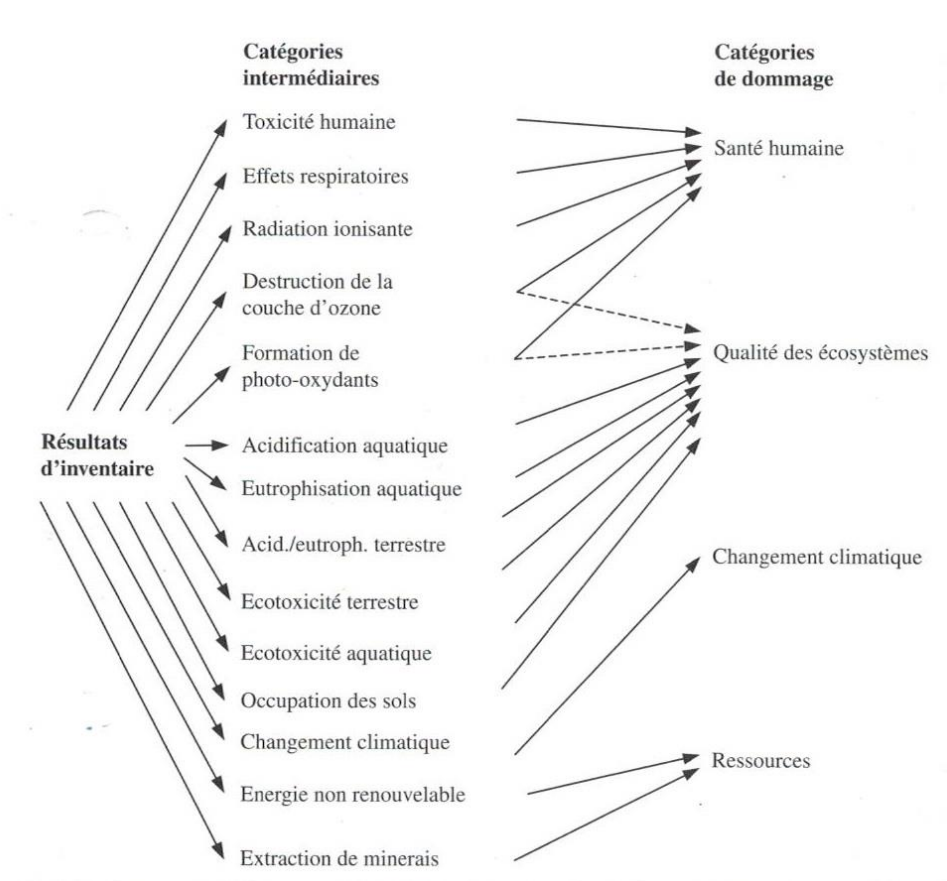 Catégories
intermédiaires
Catégories
de dommage
Toxicité humaine
Effets respiratoires
Radiation ionisante
Destruction de la
couche d'ozone
Formation de
photo-oxydants
Acidification aquatique
Eutrophisation aquatique
Acid./eutroph. terrestre
Ecotoxicité terrestre
Ecotoxicité aquatique
Occupation des sols
Changement climatique
Energie non renouvelable
Extraction de minerais
Résultats
d'inventaire
Santé humaine
Qualité des écosystèmes
Changement climatique
Ressources